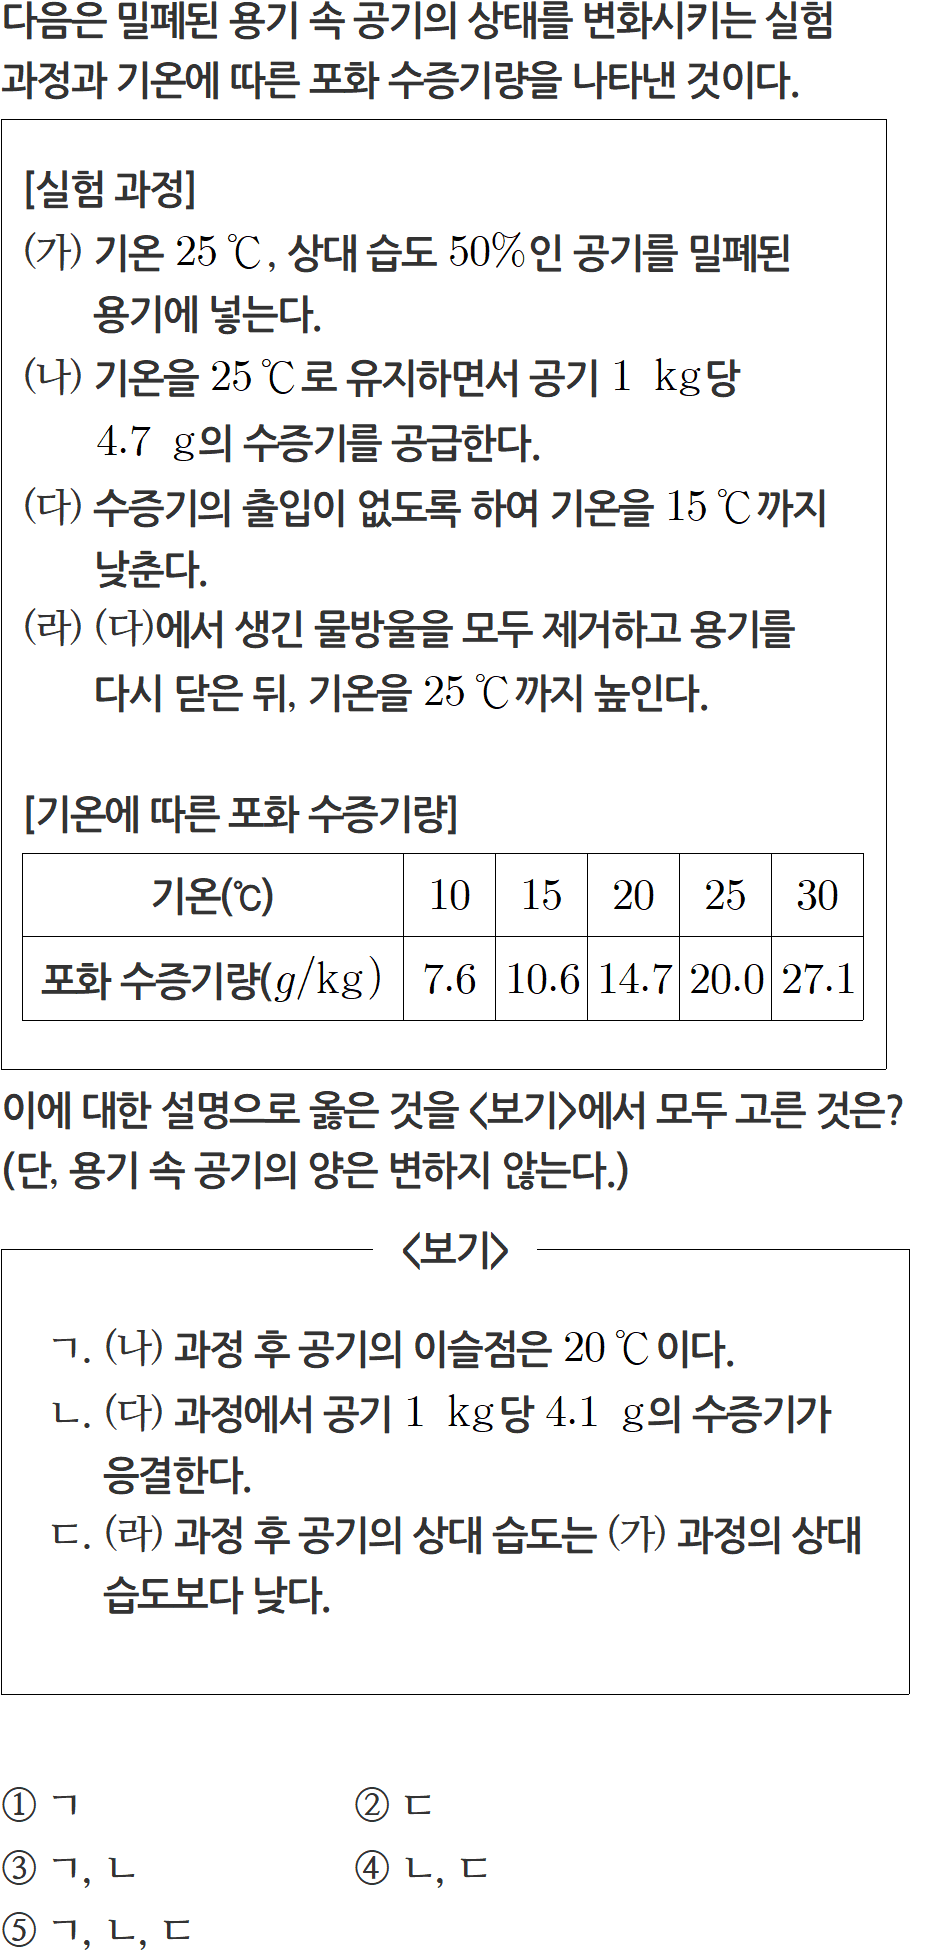 다음은 밀폐된 용기 속 공기의 상태를 변화시키는 실험
과정과 기온에 따른 포화 수증기량을 나타낸 것이다.
[실험 과정]
(가) 기온 25 ℃, 상대 습도 50%인 공기를 밀폐된
용기에 넣는다.
(나) 기온을 25 ℃로 유지하면서 공기 1 kg당
4.7 g의 수증기를 공급한다.
(다) 수증기의 출입이 없도록 하여 기온을 15 ℃까지
낮춘다.
(라) (다)에서 생긴 물방울을 모두 제거하고 용기를
다시 닫은 뒤, 기온을 25 ℃까지 높인다.
[기온에 따른 포화 수증기량]
기온(℃) 10 15 20 25 30
포화 수증기량(g/kg) 7.6 10.6 14.7 20.0 27.1
이에 대한 설명으로 옳은 것을 <보기>에서 모두 고른 것은?
(단, 용기 속 공기의 양은 변하지 않는다.)
<보기>
ㄱ. (나) 과정 후 공기의 이슬점은 20 ℃이다.
ㄴ. (다) 과정에서 공기 1 kg당 4.1 g의 수증기가
응결한다.
ㄷ. (라) 과정 후 공기의 상대 습도는 (가) 과정의 상대
습도보다 낮다.
① ㄱ ② ㄷ
③ ㄱ, ㄴ ④ ㄴ, ㄷ
⑤ ㄱ, ㄴ, ㄷ